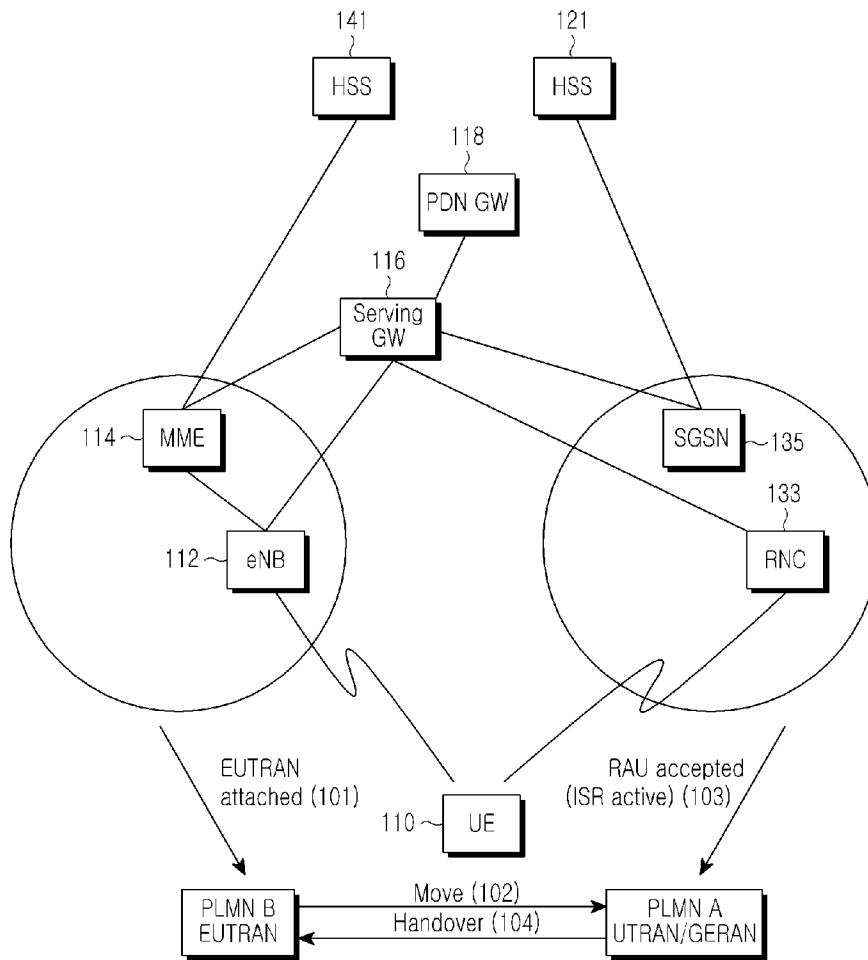 141
HSS
121
HSS
118
PDN GW
116
Serving
GW
114
MME
SGSN
135
133
112
eNB
RNC
EUTRAN
attached (101)
RAU accepted
(ISR active) (103)
110
UE
PLMN B
EUTRAN
Move (102)
Handover (104)
PLMN A
UTRAN/GERAN